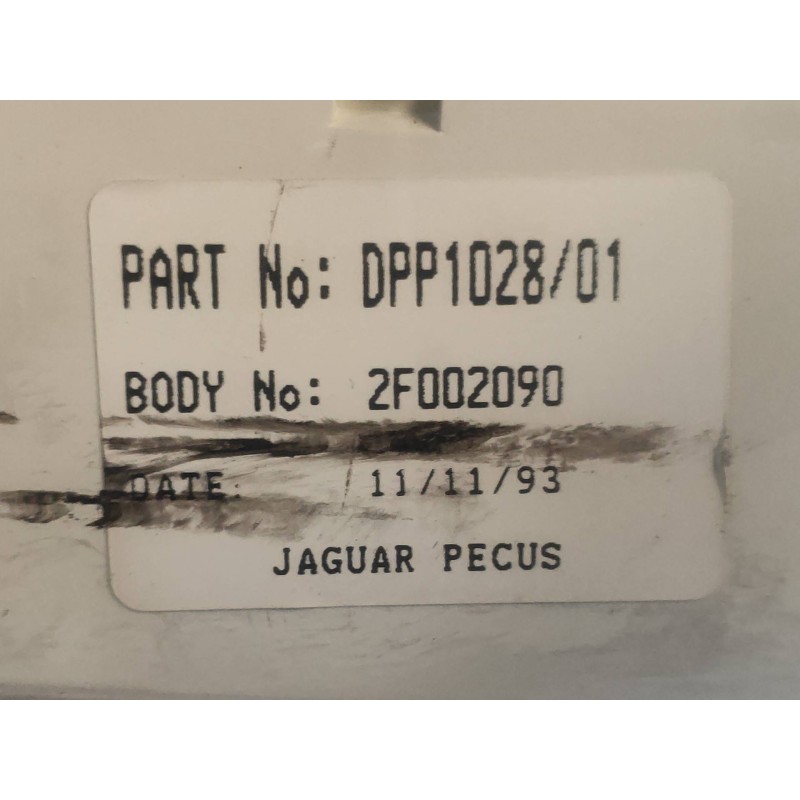 PART No: DPP1028/01
BODY No: 2F002090
DATE: 11/11/93
JAGUAR PECUS